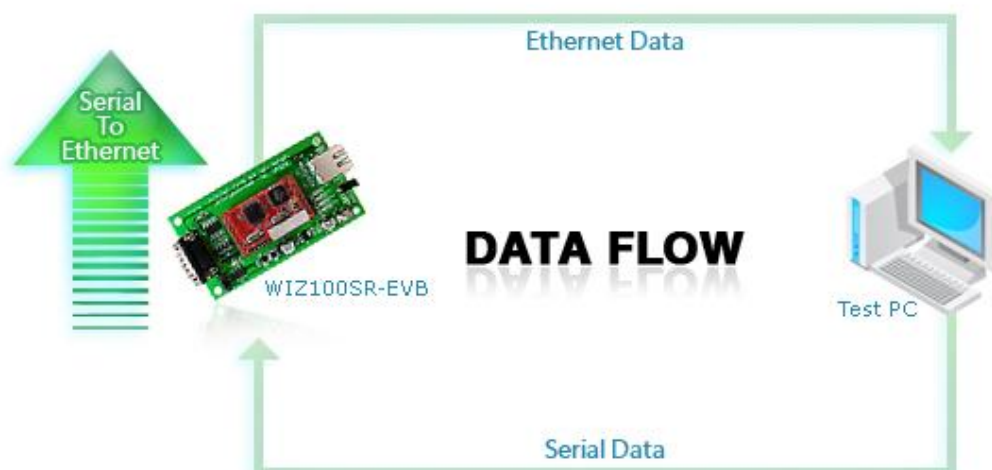 Ethernet Data
Serial
To
Ethernet
DATA FLOW
WIZ100SR-EVB
Test PC
Serial Data